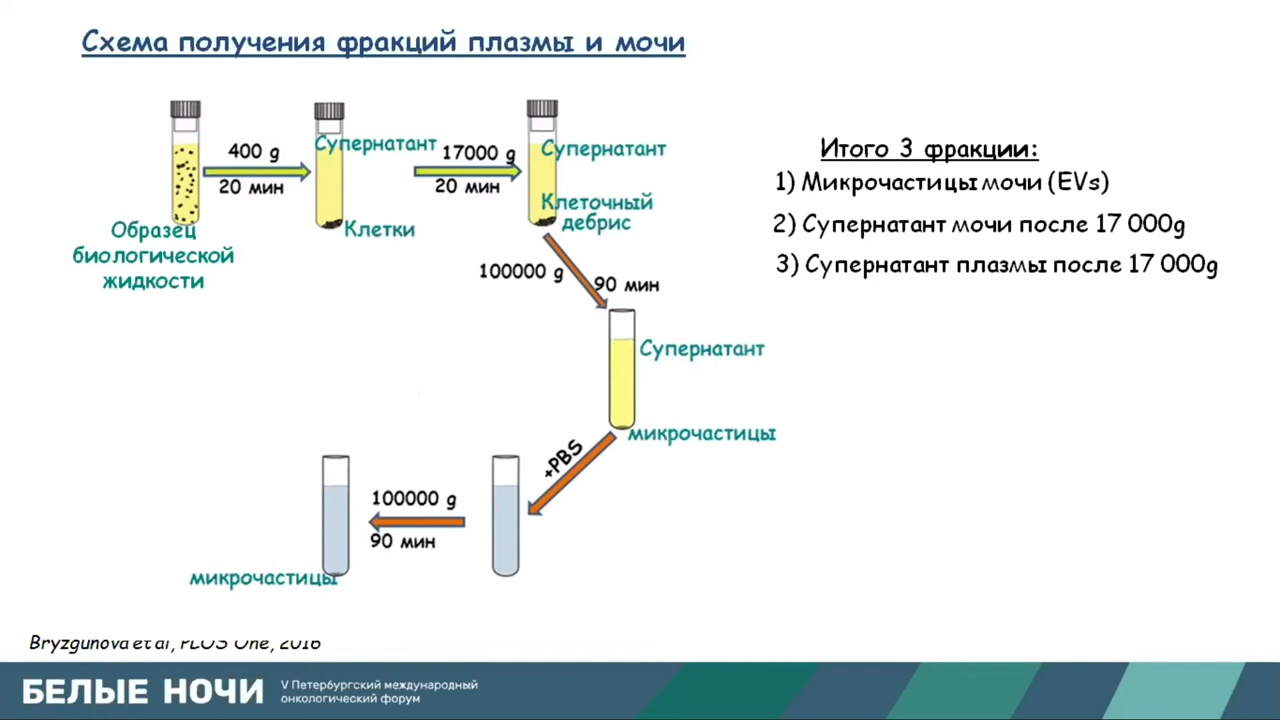 Схема получения фракций плазмы и мочи
400 g
20 мин
Супернатант
17000 g
20 мин
Супернатант
Клеточный
дебрис
Клетки
Образец
биологической
жидкости
100000 g
90 мин
Супернатант
микрочастицы
+PBS
100000 g
90 мин
микрочастицы
Итого 3 фракции:
1) Микрочастицы мочи (EVs)
2) Супернатант мочи после 17 000g
3) Супернатант плазмы после 17 000g
Bryzgunova et al, PLOS One, 2016
БЕЛЫЕ НОЧИ
V Петербургский международный
онкологический форум